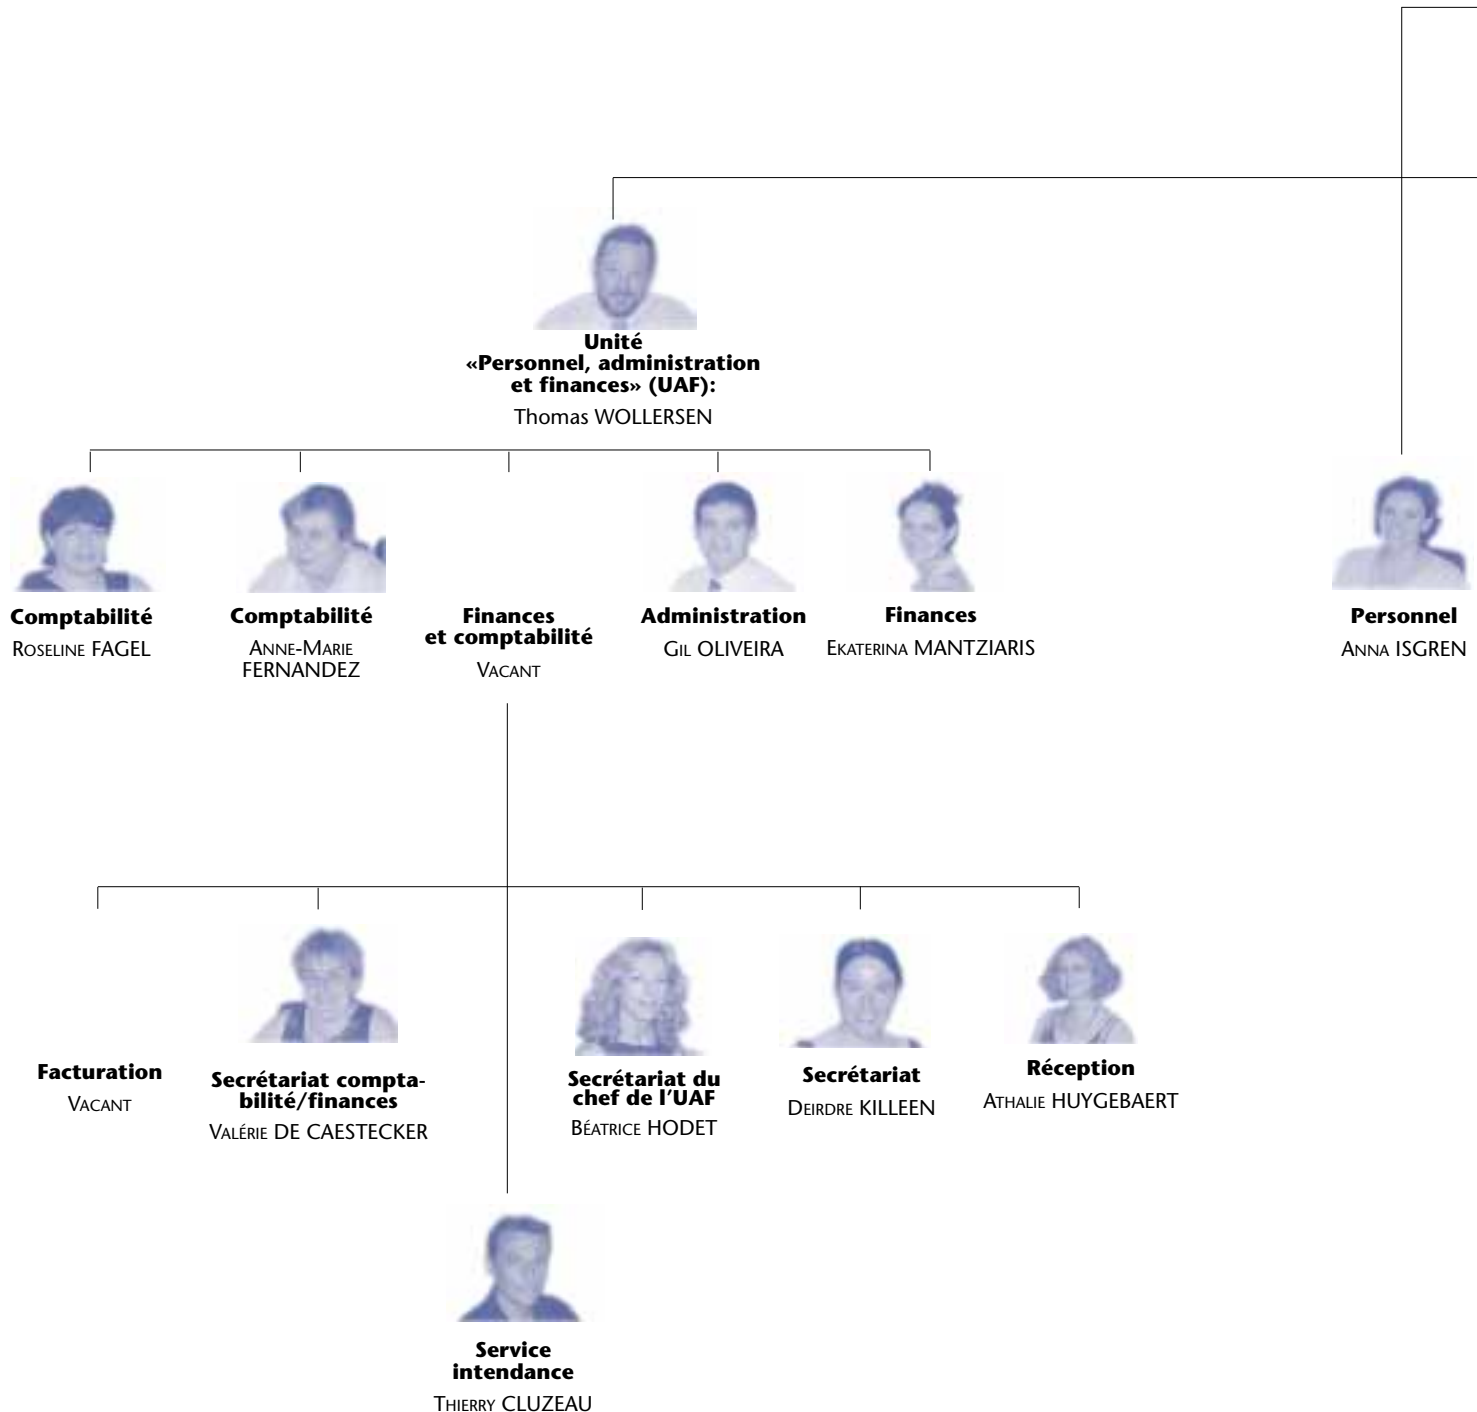 Unité
«Personnel, administration
et finances» (UAF):
Thomas WOLLERSEN
Comptabilité
ROSELINE FAGEL
Comptabilité
ANNE-MARIE
FERNANDEZ
Finances
et comptabilité
VACANT
Administration
GIL OLIVEIRA
Finances
EKATERINA MANTZIARIS
Personnel
ANNA ISGREN
Facturation
VACANT
Secrétariat compta-
bilité/finances
VALÉRIE DE CAESTECKER
Secrétariat du
chef de l'UAF
BÉATRICE HODET
Secrétariat
DEIRDRE KILLEEN
Réception
ATHALIE HUYGEBAERT
Service
intendance
THIERRY CLUZEAU